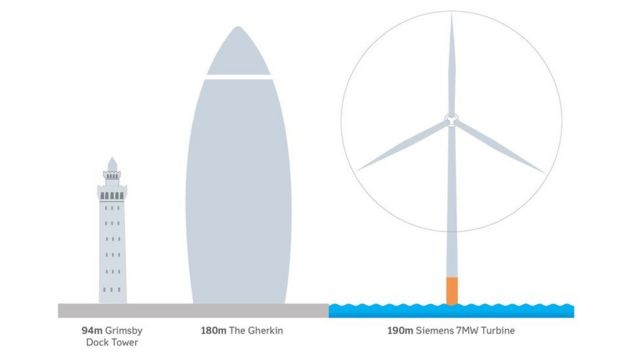 94m Grimsby
Dock Tower
180m The Gherkin
190m Siemens 7MW Turbine